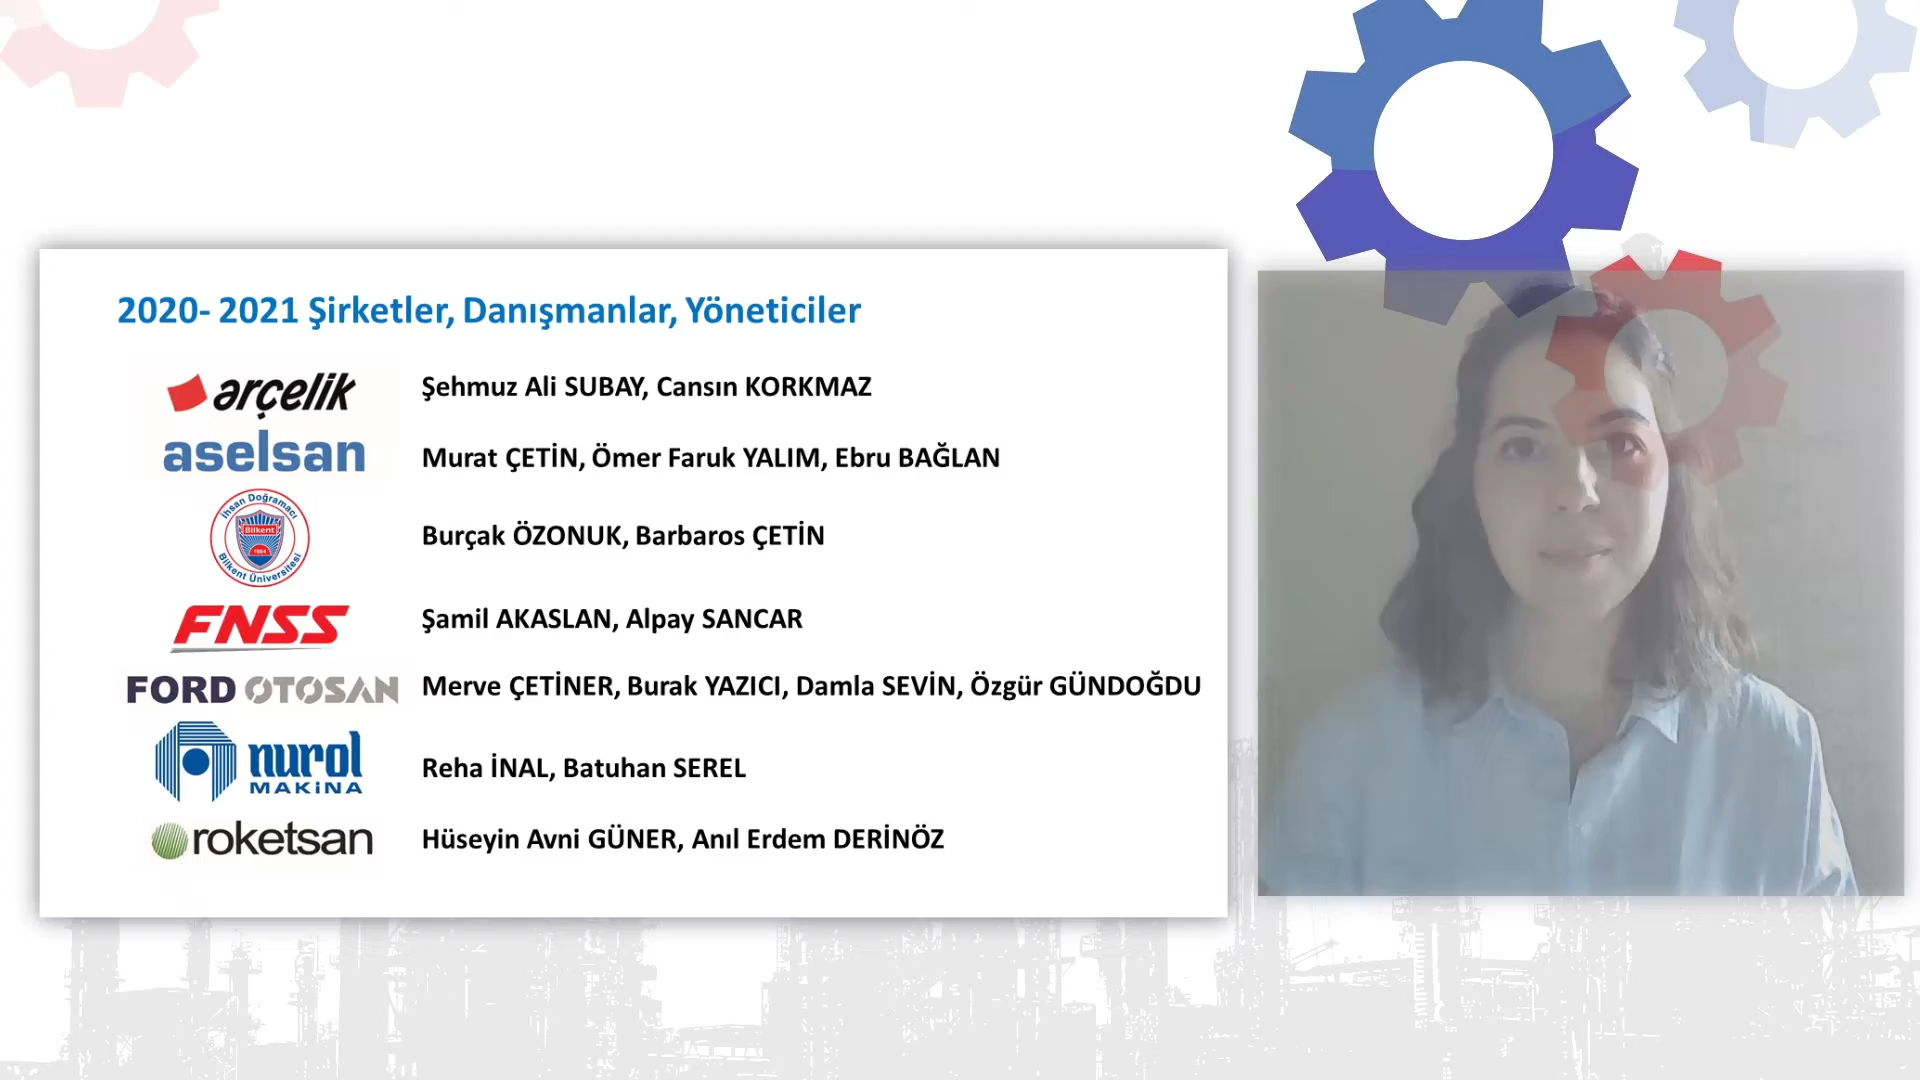 2020- 2021 Şirketler, Danışmanlar, Yöneticiler
arçelik
Şehmuz Ali SUBAY, Cansın KORKMAZ
aselsan
Murat ÇETİN, Ömer Faruk YALIM, Ebru BAĞLAN
İhsan Doğramacı
Bilkent
1984
Bilkent Üniversitesi
Burçak ÖZONUK, Barbaros ÇETİN
FNSS
Şamil AKASLAN, Alpay SANCAR
FORD OTOSAN
Merve ÇETİNER, Burak YAZICI, Damla SEVİN, Özgür GÜNDOĞDU
nurol
MAKİNA
Reha İNAL, Batuhan SEREL
roketsan
Hüseyin Avni GÜNER, Anıl Erdem DERİNÖZ